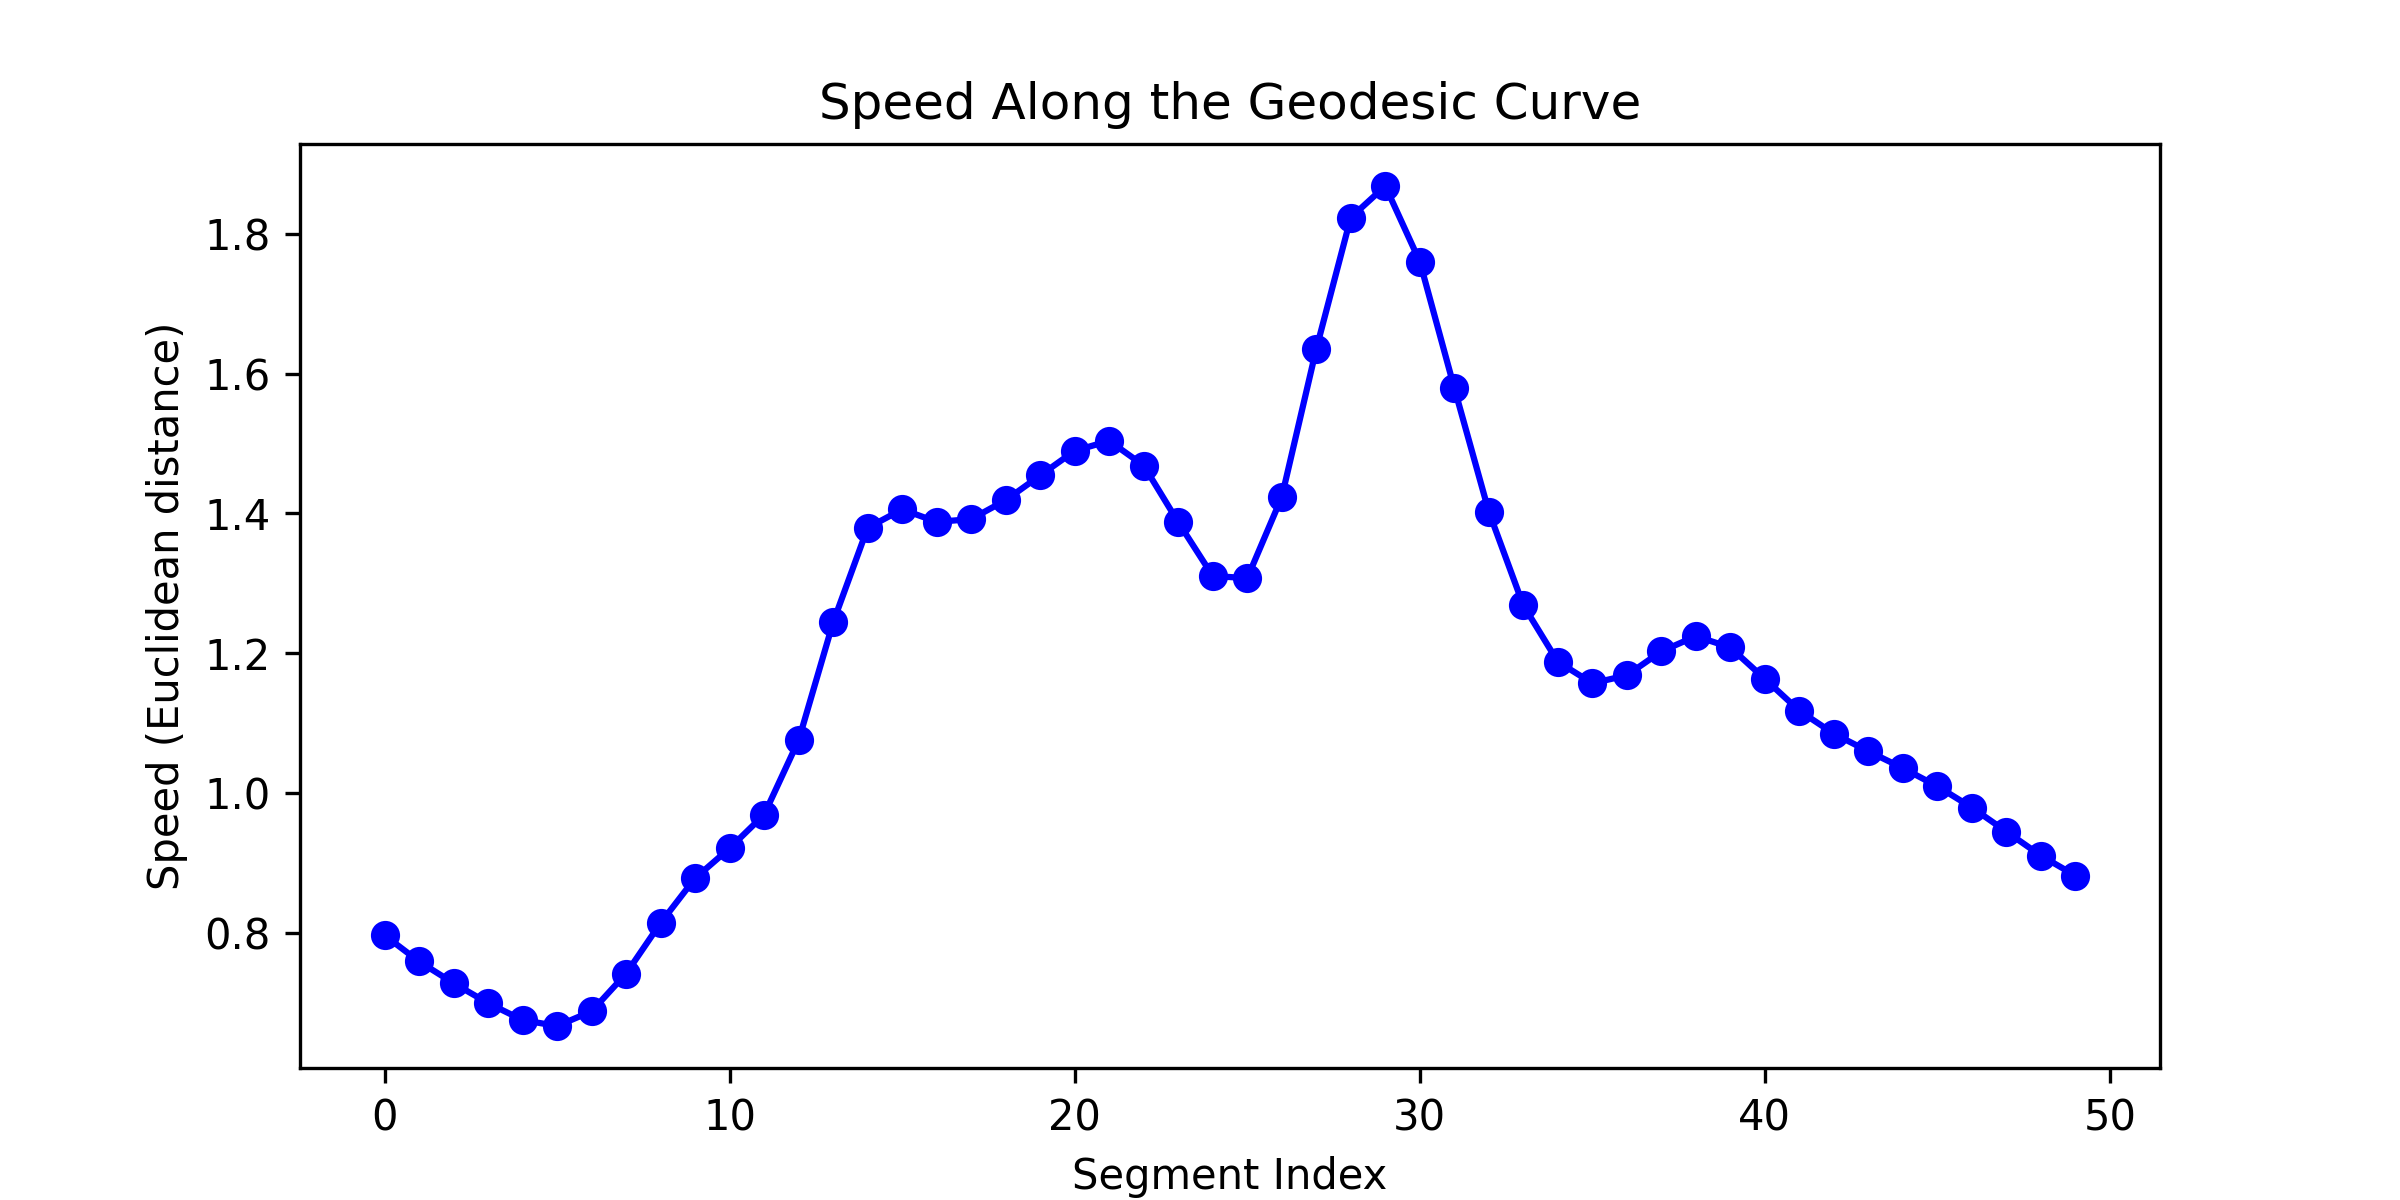 Speed Along the Geodesic Curve
Speed (Euclidean distance)
1.8
1.6
1.4
1.2
1.0
0.8
0 10 20 30 40 50
Segment Index